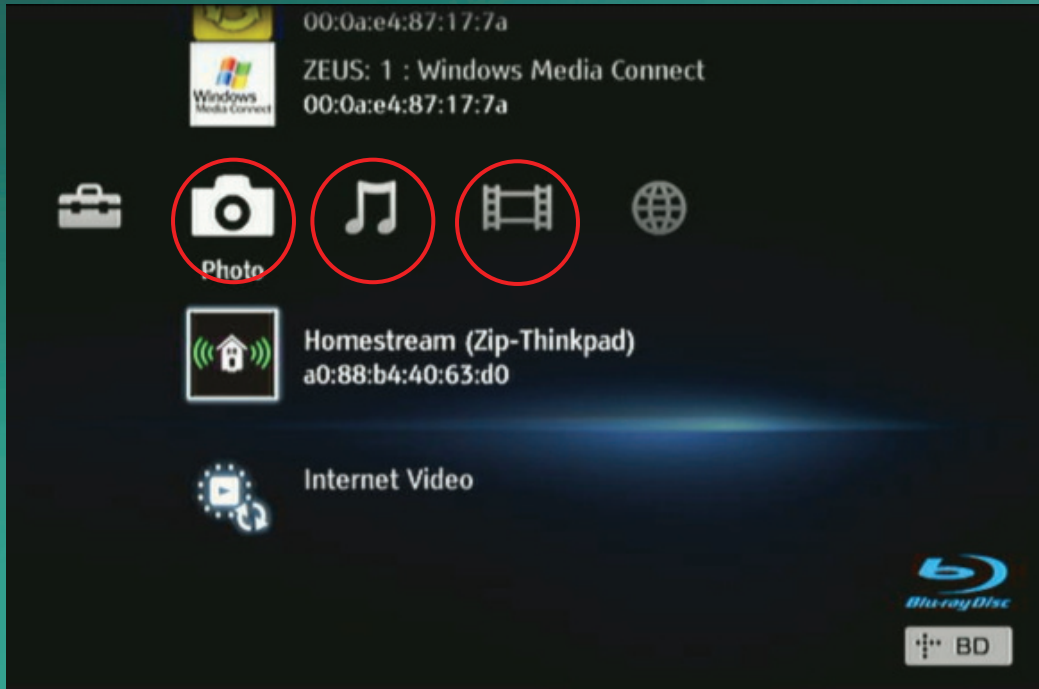 00:0a:e4:87:17:7a
ZEUS: 1 : Windows Media Connect
00:0a:e4:87:17:7a
Windows
Media Connect
Photo
Homestream (Zip-Thinkpad)
a0:88:b4:40:63:d0
Internet Video
Blu-ray Disc
BD